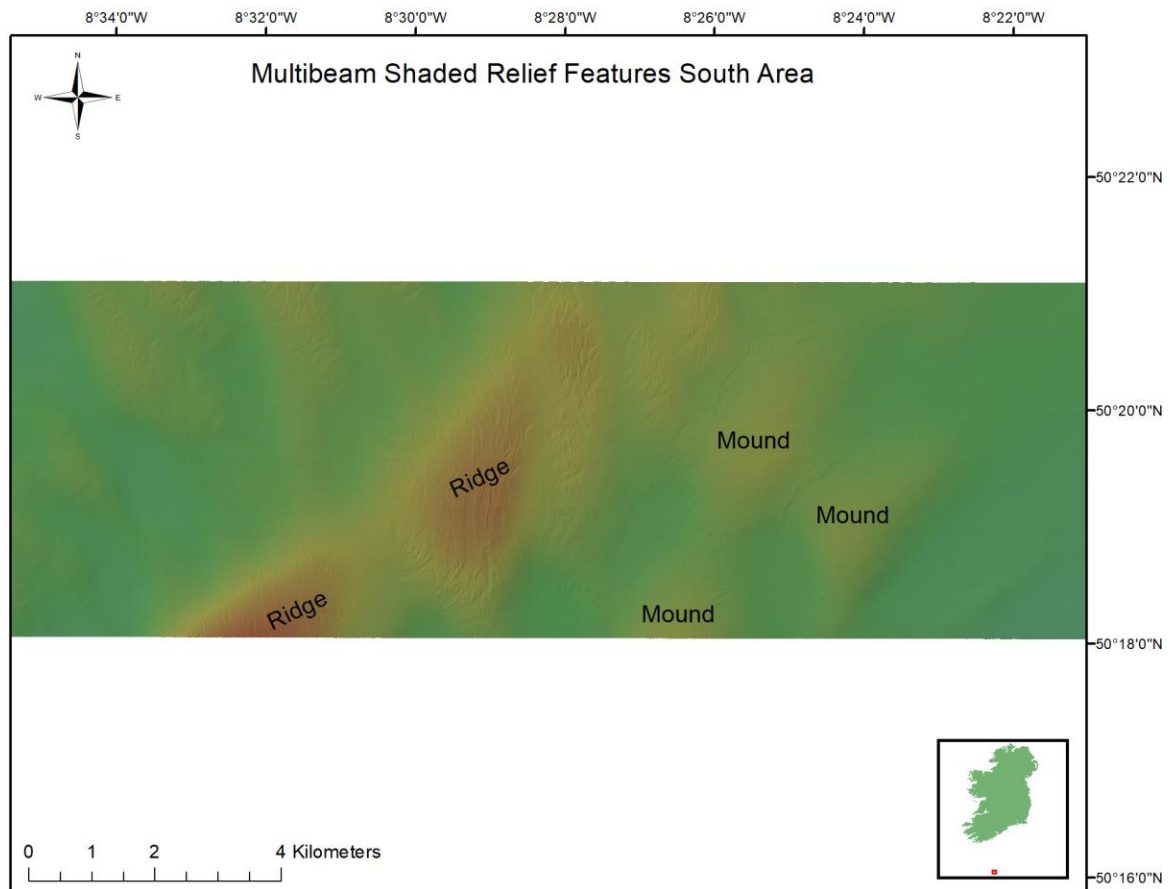 8°34'0"W 8°32'0"W 8°30'0"W 8°28'0"W 8°26'0"W 8°24'0"W 8°22'0"W
N
W E
S
Multibeam Shaded Relief Features South Area
50°22'0"N
50°20'0"N
Mound
Ridge
Mound
Ridge
Mound
50°18'0"N
0 1 2 4 Kilometers
50°16'0"N